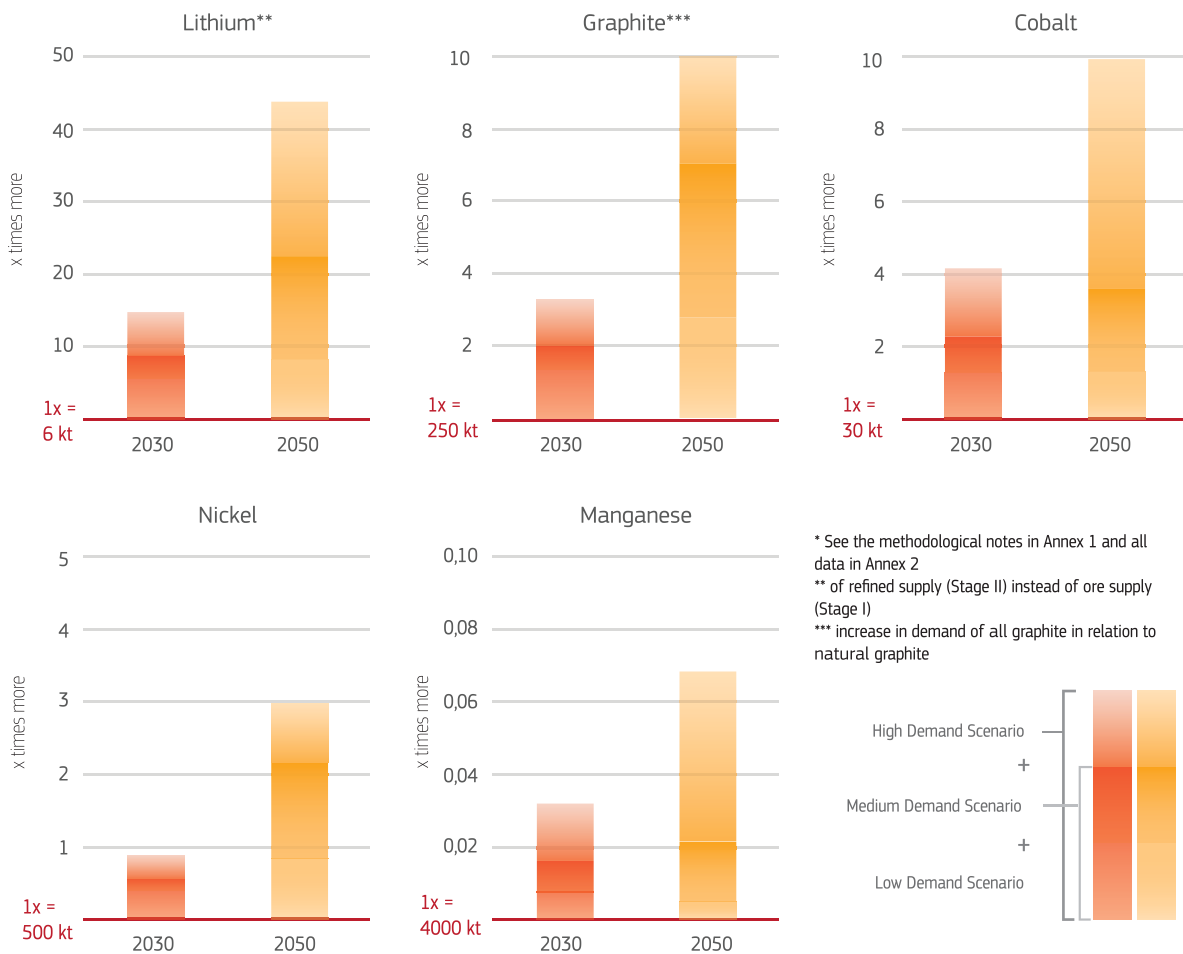 Lithium**
50
40
30
20
10
x times more
1x =
6 kt
2030
2050
Graphite***
10
8
6
4
2
x times more
1x =
250 kt
2030
2050
Cobalt
10
8
6
4
2
x times more
1x =
30 kt
2030
2050
Nickel
5
4
3
2
1
x times more
1x =
500 kt
2030
2050
Manganese
0,10
0,08
0,06
0,04
0,02
x times more
1x =
4000 kt
2030
2050
* See the methodological notes in Annex 1 and all
data in Annex 2
** of refined supply (Stage II) instead of ore supply
(Stage I)
*** increase in demand of all graphite in relation to
natural graphite
High Demand Scenario
+
Medium Demand Scenario
+
Low Demand Scenario